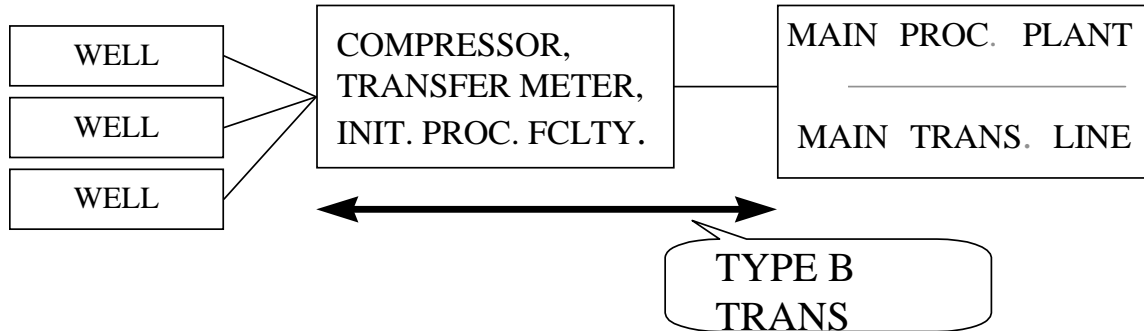 WELL
WELL
WELL
COMPRESSOR,
TRANSFER METER,
INIT. PROC. FCLTY.
MAIN PROC. PLANT
MAIN TRANS. LINE
TYPE B
TRANS